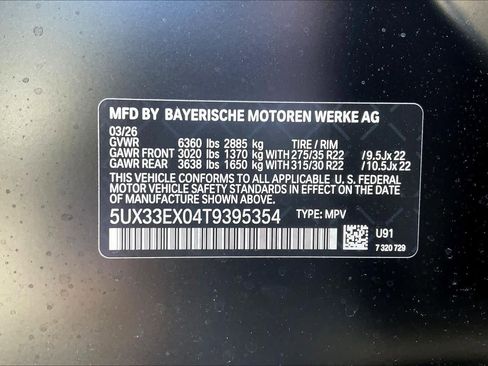 MFD BY BAYERISCHE MOTOREN WERKE AG
03/26
GVWR 6360 lbs 2885 kg TIRE / RIM
GAWR FRONT 3020 lbs 1370 kg WITH 275/35 R22 / 9.5Jx 22
GAWR REAR 3638 lbs 1650 kg WITH 315/30 R22 / 10.5Jx 22
THIS VEHICLE CONFORMS TO ALL APPLICABLE U. S. FEDERAL
MOTOR VEHICLE SAFETY AND THEFT PREVENTION STANDARDS IN
EFFECT ON THE DATE OF MANUFACTURE SHOWN ABOVE.
5UX33EX04T9395354 TYPE: MPV
U91
7 320 729